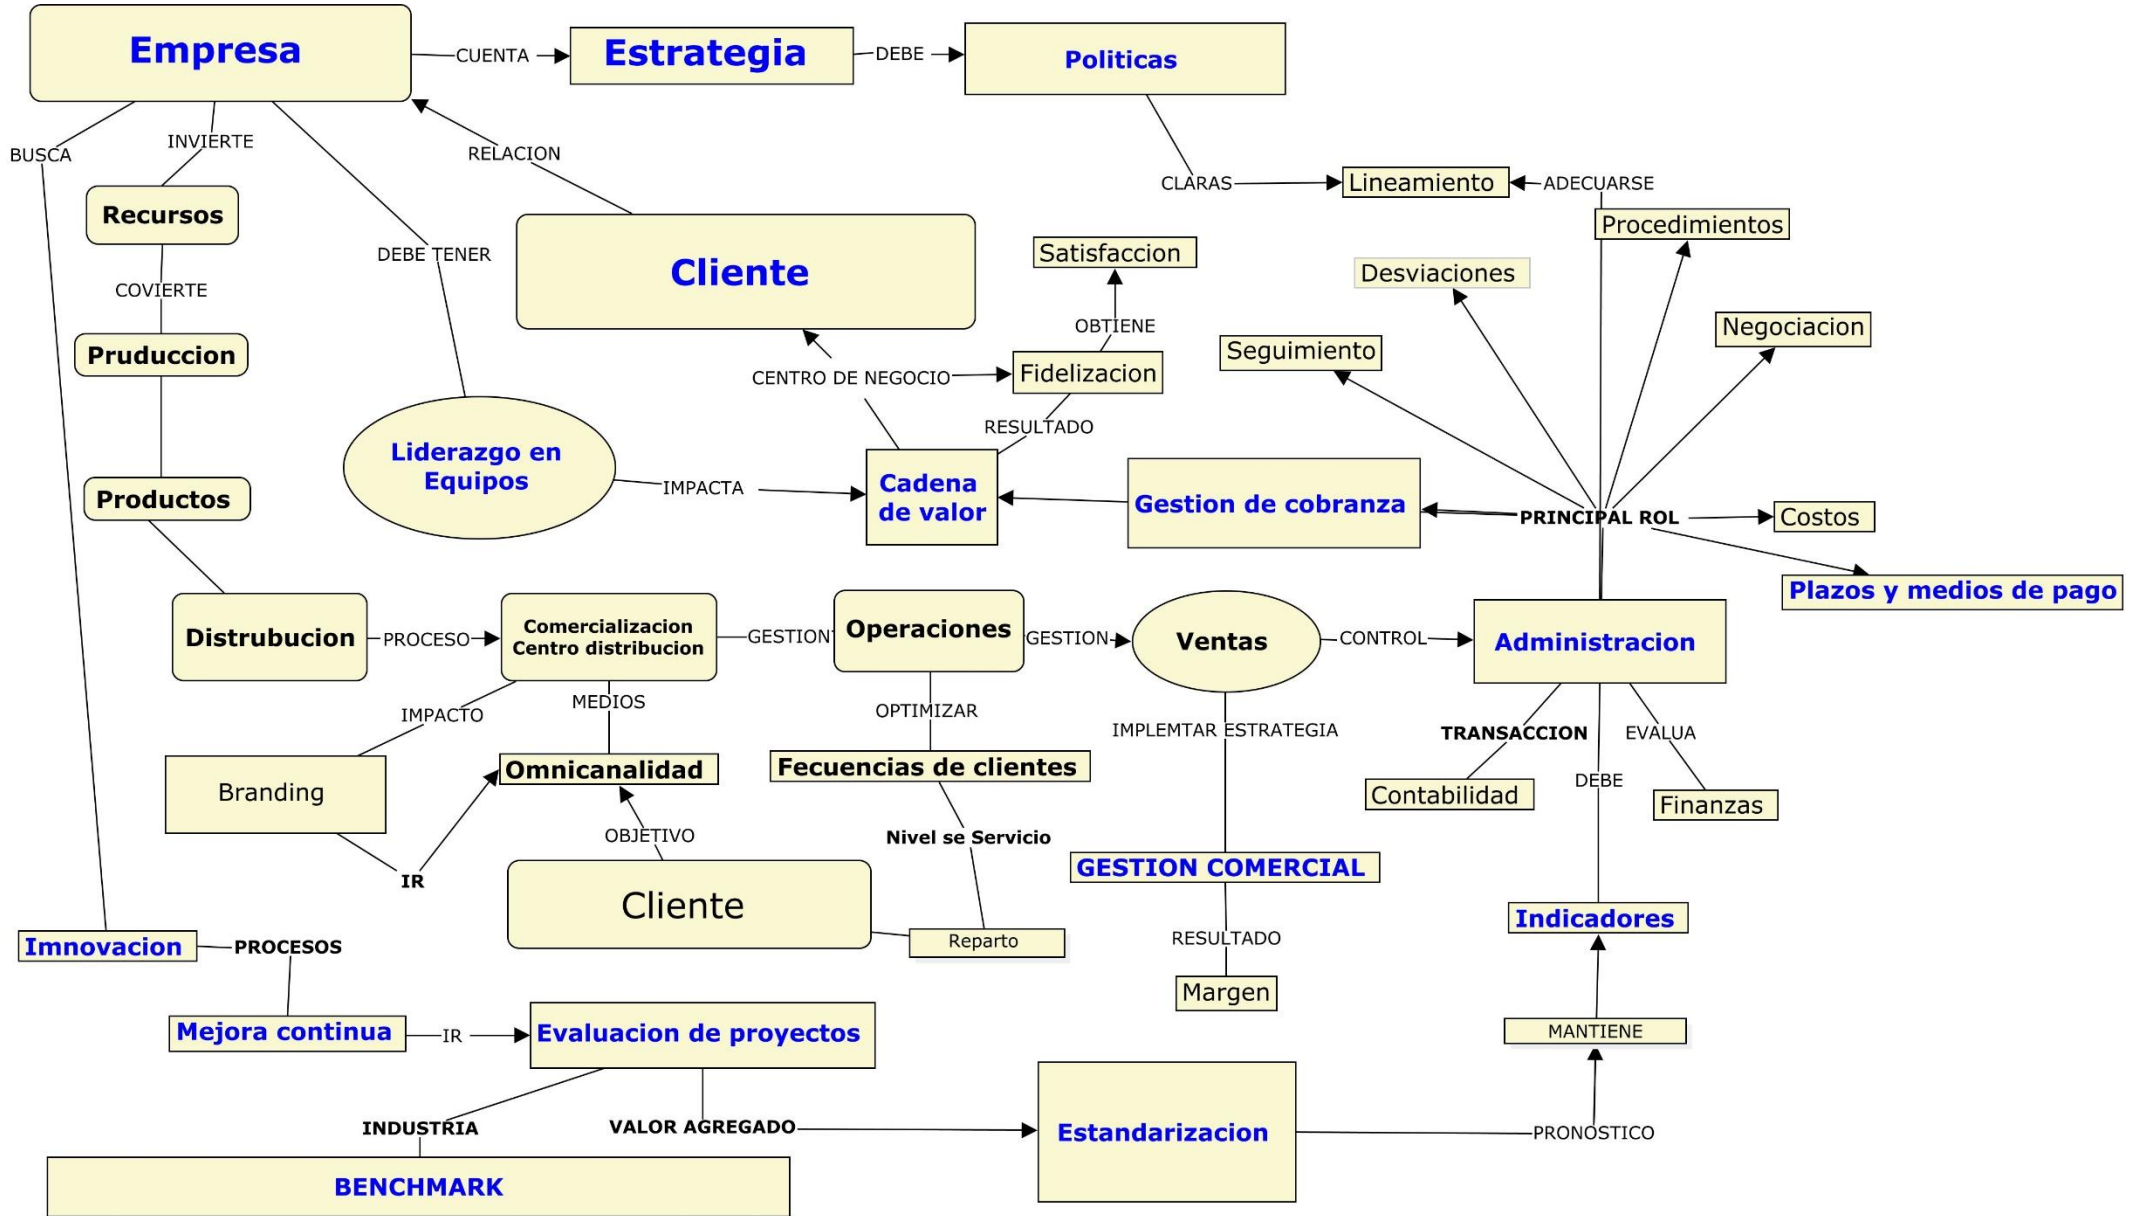 Empresa
CUENTA
Estrategia
DEBE
Politicas
BUSCA
INVIERTE
RELACION
CLARAS
Lineamiento
ADECUARSE
Recursos
Procedimientos
DEBE TENER
Cliente
Satisfaccion
Desviaciones
COVIERTE
OBTIENE
Negociacion
Pruduccion
Seguimiento
CENTRO DE NEGOCIO
Fidelizacion
RESULTADO
Liderazgo en
Equipos
IMPACTA
Cadena
de valor
Gestion de cobranza
PRINCIPAL ROL
Costos
Productos
Plazos y medios de pago
Distrubucion
PROCESO
Comercializacion
Centro distribucion
GESTION
Operaciones
GESTION
Ventas
CONTROL
Administracion
IMPACTO
MEDIOS
OPTIMIZAR
IMPLEMTAR ESTRATEGIA
TRANSACCION
EVALUA
Branding
Omnicanalidad
Fecuencias de clientes
DEBE
Contabilidad
Finanzas
OBJETIVO
Nivel se Servicio
IR
GESTION COMERCIAL
Cliente
Indicadores
Imnovacion
PROCESOS
Reparto
RESULTADO
Margen
Mejora continua
IR
Evaluacion de proyectos
MANTIENE
INDUSTRIA
VALOR AGREGADO
Estandarizacion
PRONOSTICO
BENCHMARK